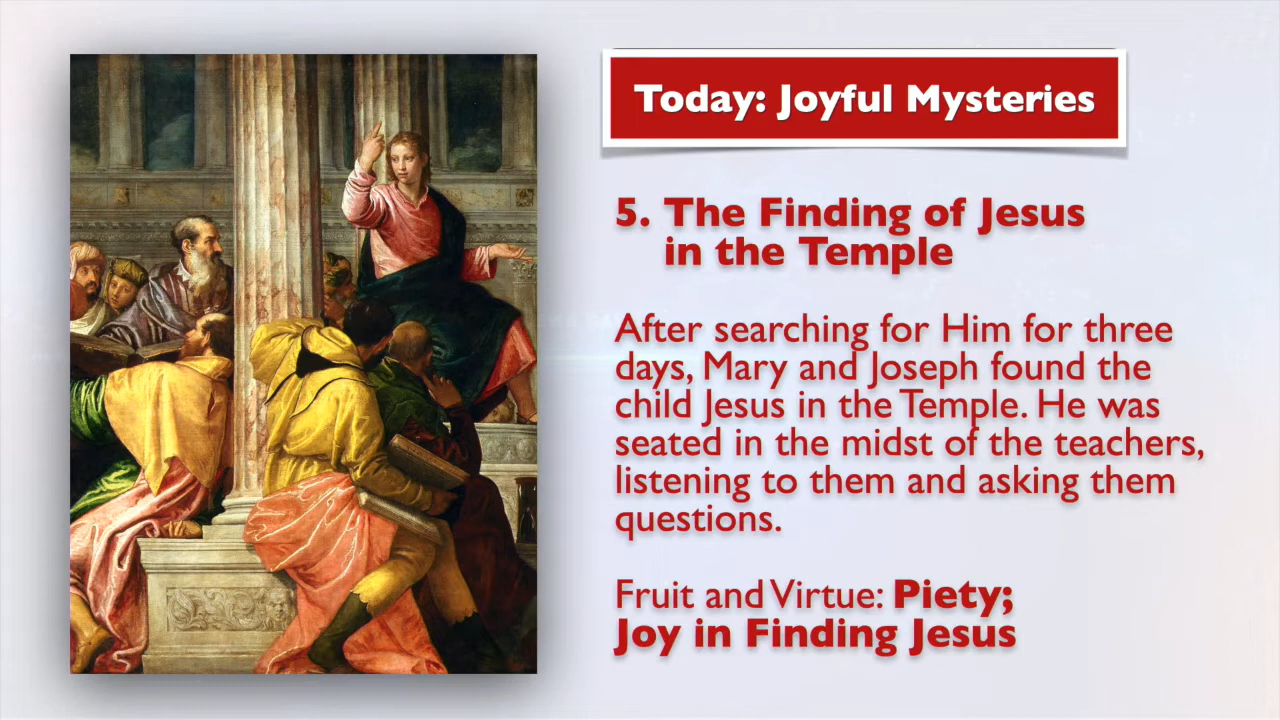 Today: Joyful Mysteries
5. The Finding of Jesus
in the Temple
After searching for Him for three
days, Mary and Joseph found the
child Jesus in the Temple. He was
seated in the midst of the teachers,
listening to them and asking them
questions.
Fruit and Virtue: Piety;
Joy in Finding Jesus